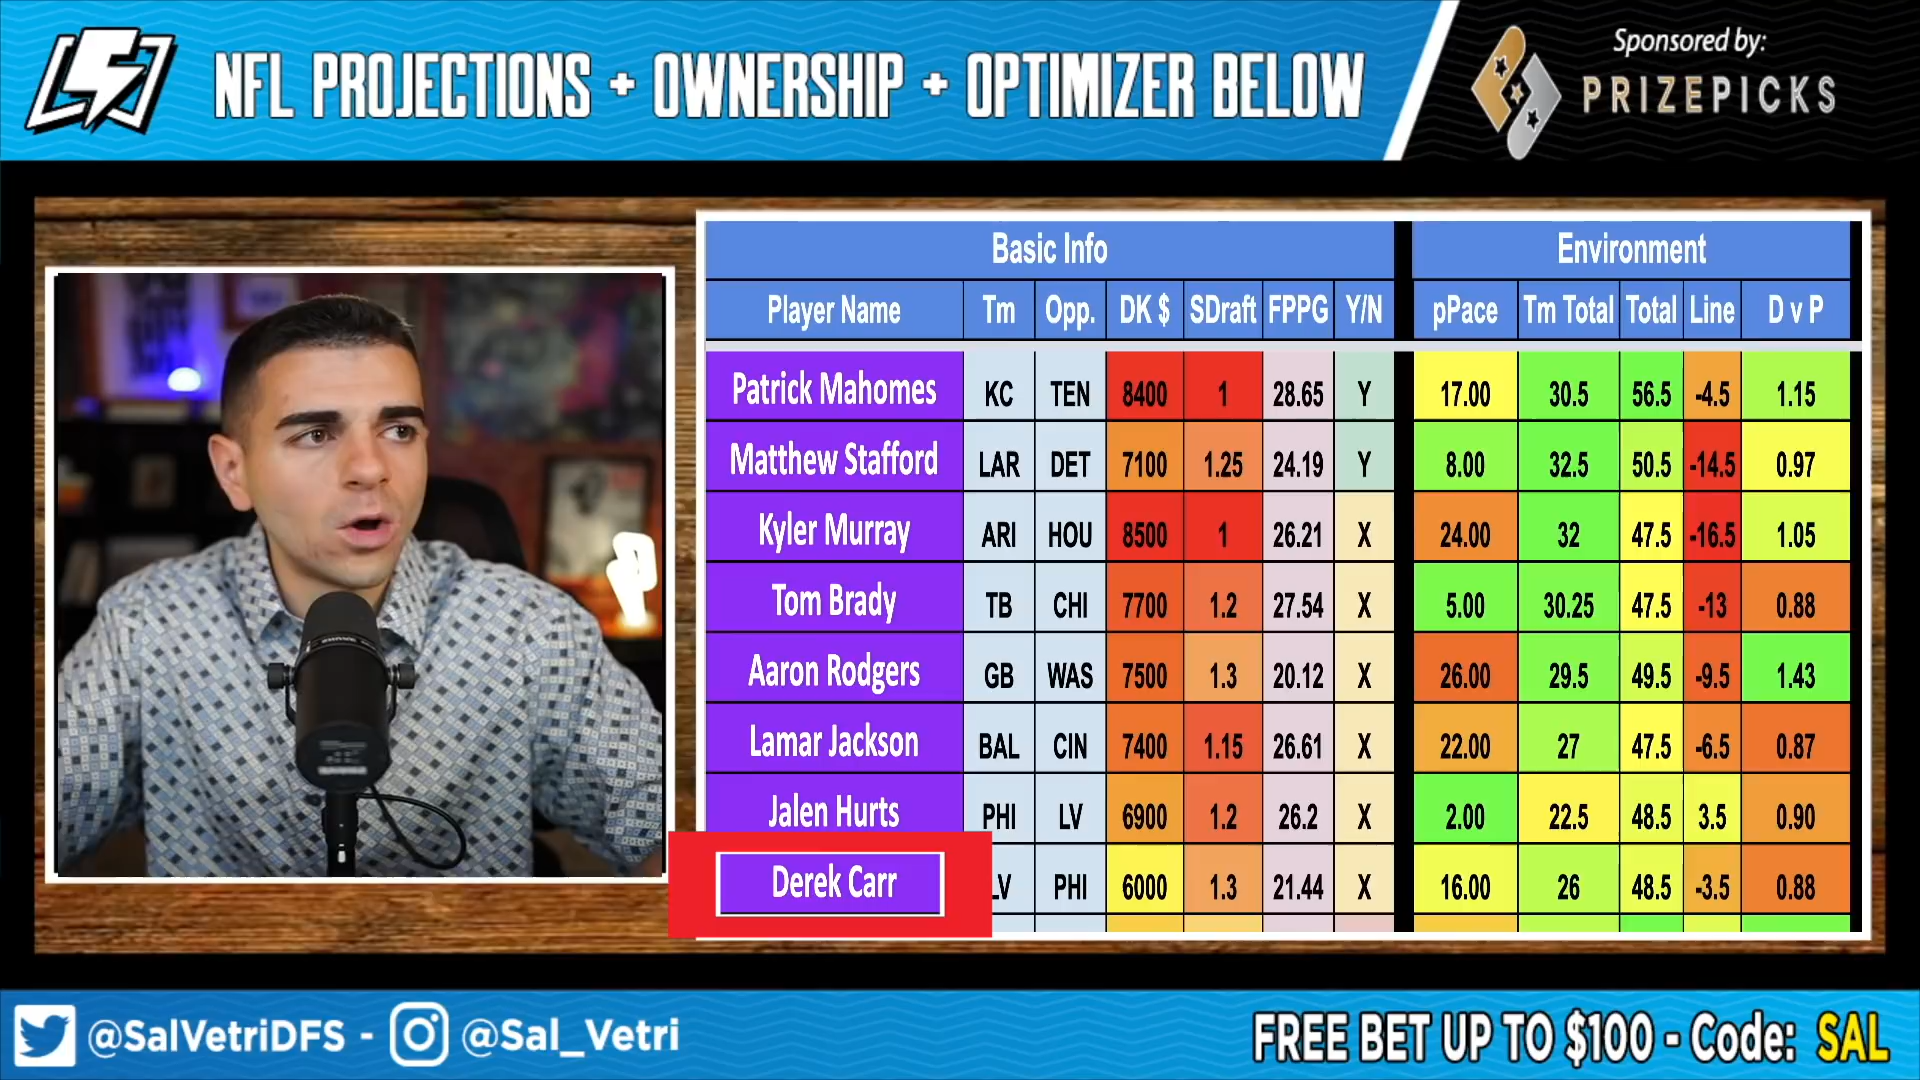 NFL PROJECTIONS + OWNERSHIP + OPTIMIZER BELOW
Sponsored by:
PRIZEPICKS
Basic Info Environment
Player Name Tm Opp. DK $ SDraft FPPG Y/N pPace Tm Total Total Line D v P
Patrick Mahomes KC TEN 8400 1 28.65 Y 17.00 30.5 56.5 -4.5 1.15
Matthew Stafford LAR DET 7100 1.25 24.19 Y 8.00 32.5 50.5 -14.5 0.97
Kyler Murray ARI HOU 8500 1 26.21 X 24.00 32 47.5 -16.5 1.05
Tom Brady TB CHI 7700 1.2 27.54 X 5.00 30.25 47.5 -13 0.88
Aaron Rodgers GB WAS 7500 1.3 20.12 X 26.00 29.5 49.5 -9.5 1.43
Lamar Jackson BAL CIN 7400 1.15 26.61 X 22.00 27 47.5 -6.5 0.87
Jalen Hurts PHI LV 6900 1.2 26.2 X 2.00 22.5 48.5 3.5 0.90
Derek Carr LV PHI 6000 1.3 21.44 X 16.00 26 48.5 -3.5 0.88
@SalVetriDFS - @Sal_Vetri
FREE BET UP TO $100 - Code: SAL